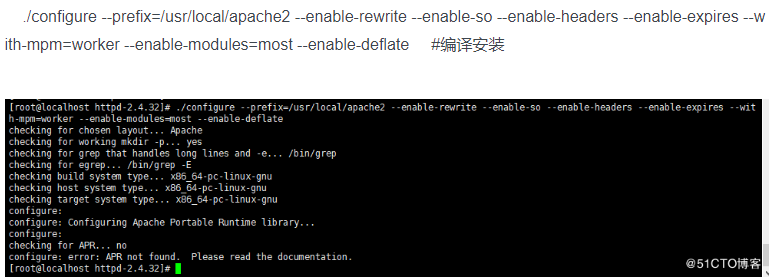 ./configure --prefix=/usr/local/apache2 --enable-rewrite --enable-so --enable-headers --enable-expires --w
ith-mpm=worker --enable-modules=most --enable-deflate #编译安装
[root@localhost httpd-2.4.32]# ./configure --prefix=/usr/local/apache2 --enable-rewrite --enable-so --enable-headers --enable-expires --wit
h-mpm=worker --enable-modules=most --enable-deflate
checking for chosen layout... Apache
checking for working mkdir -p... yes
checking for grep that handles long lines and -e... /bin/grep
checking for egrep... /bin/grep -E
checking build system type... x86_64-pc-linux-gnu
checking host system type... x86_64-pc-linux-gnu
checking target system type... x86_64-pc-linux-gnu
configure:
configure: Configuring Apache Portable Runtime library...
configure:
checking for APR... no
configure: error: APR not found.  Please read the documentation.
[root@localhost httpd-2.4.32]#
@51CTO博客